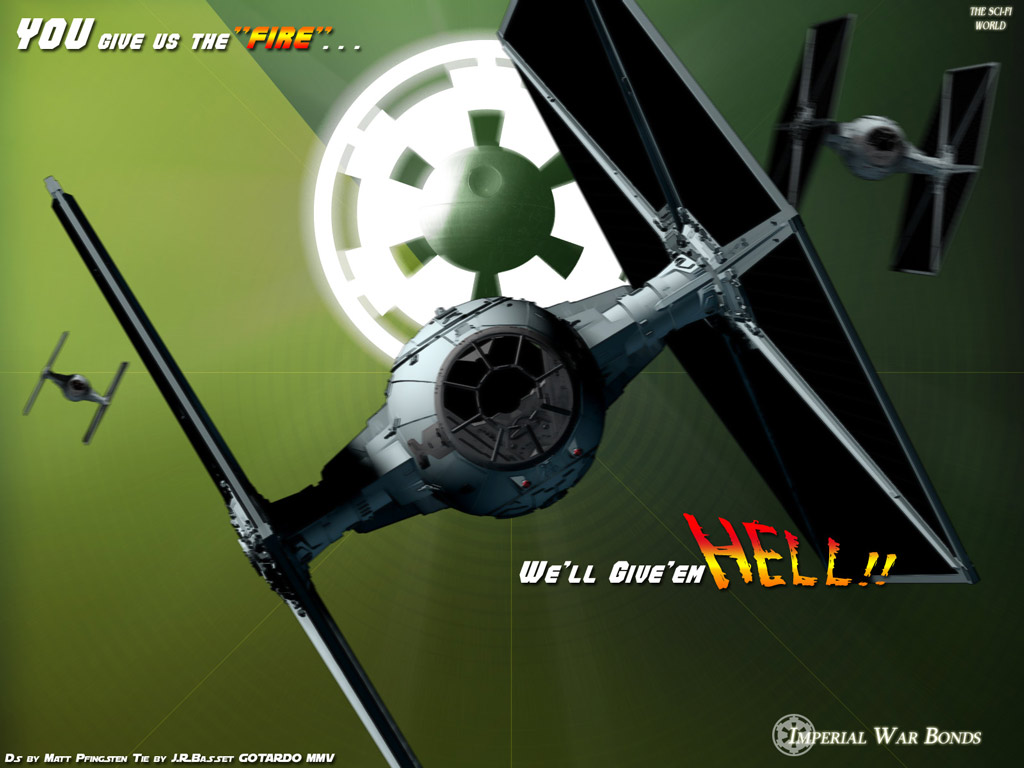 YOU GIVE US THE "FIRE"...
THE SCI-FI
WORLD
WE'LL GIVE'EM HELL!!
IMPERIAL WAR BONDS
D.S BY MATT PFINGSTEN TIE BY J.R.BASSET GOTARDO MMV